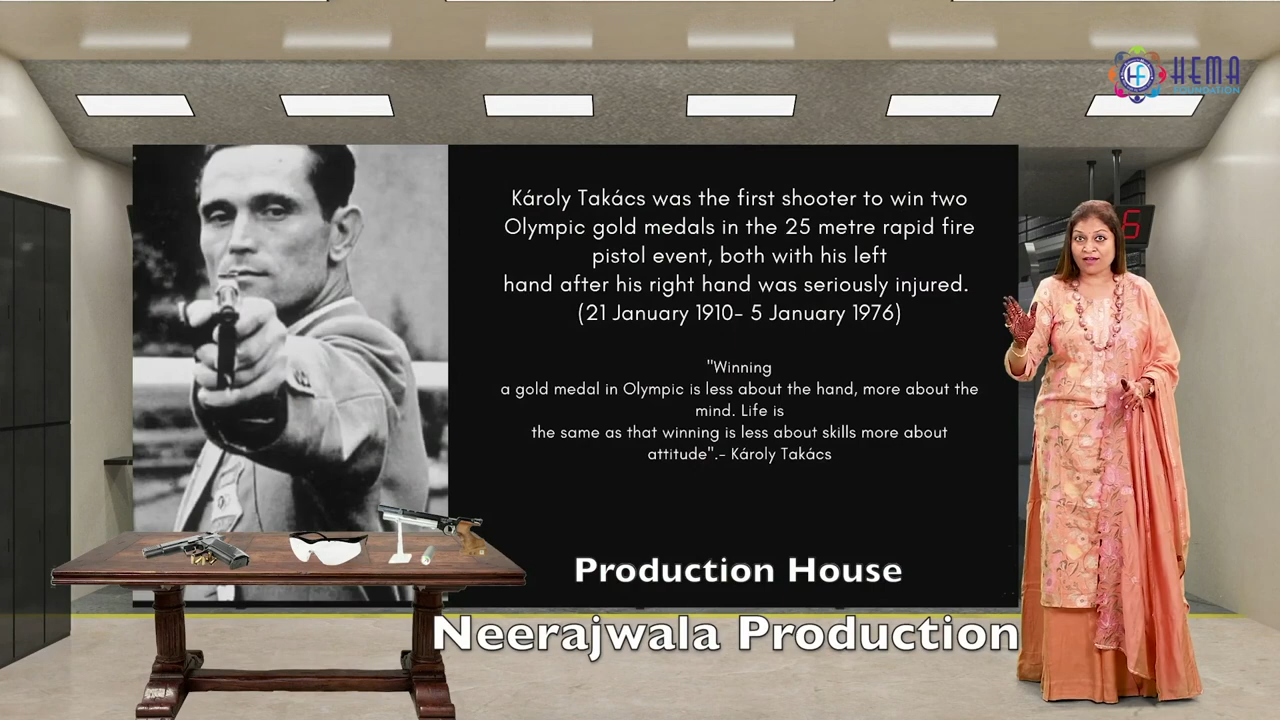 HEMA
FOUNDATION
6
Károly Takács was the first shooter to win two
Olympic gold medals in the 25 metre rapid fire
pistol event, both with his left
hand after his right hand was seriously injured.
(21 January 1910- 5 January 1976)
"Winning
a gold medal in Olympic is less about the hand, more about the
mind. Life is
the same as that winning is less about skills more about
attitude".- Károly Takács
Production House
Neerajwala Production